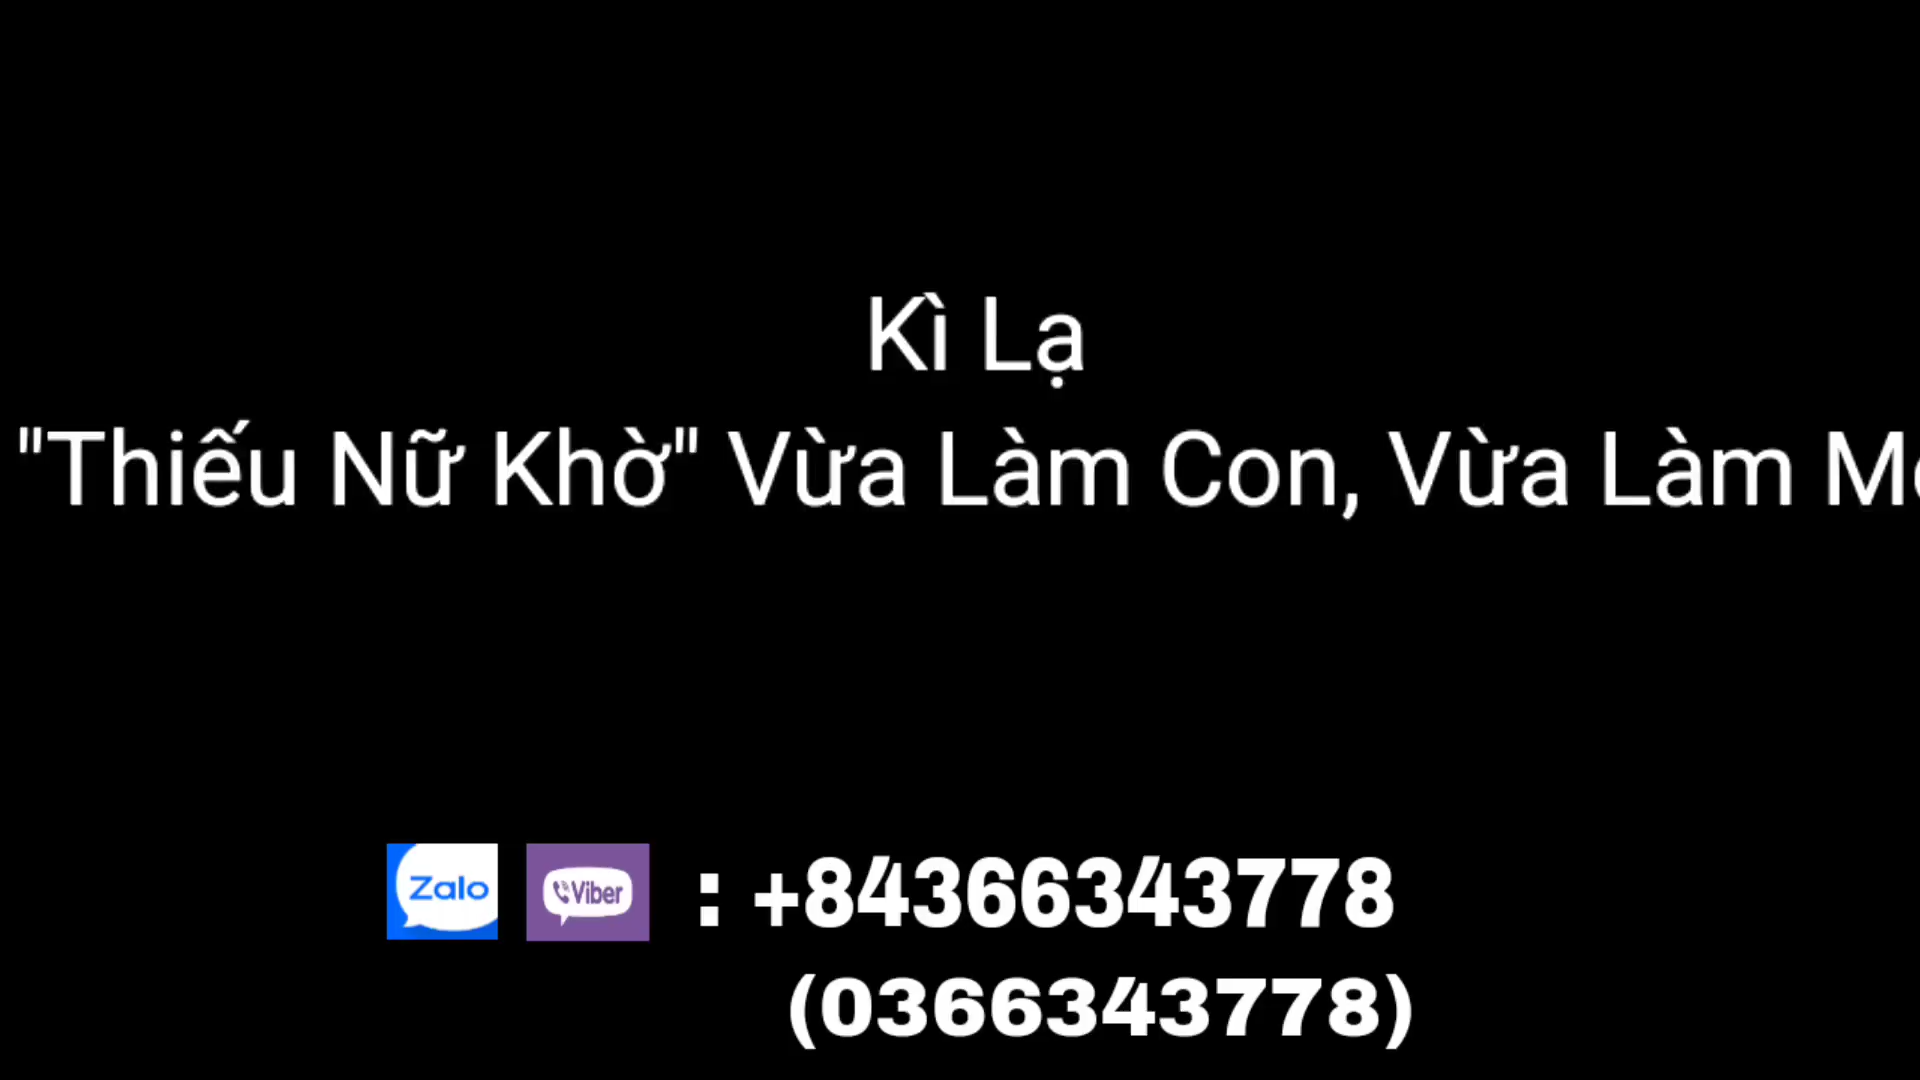 Kì Lạ
"Thiếu Nữ Khờ" Vừa Làm Con, Vừa Làm
Zalo Viber : +84366343778
(0366343778)